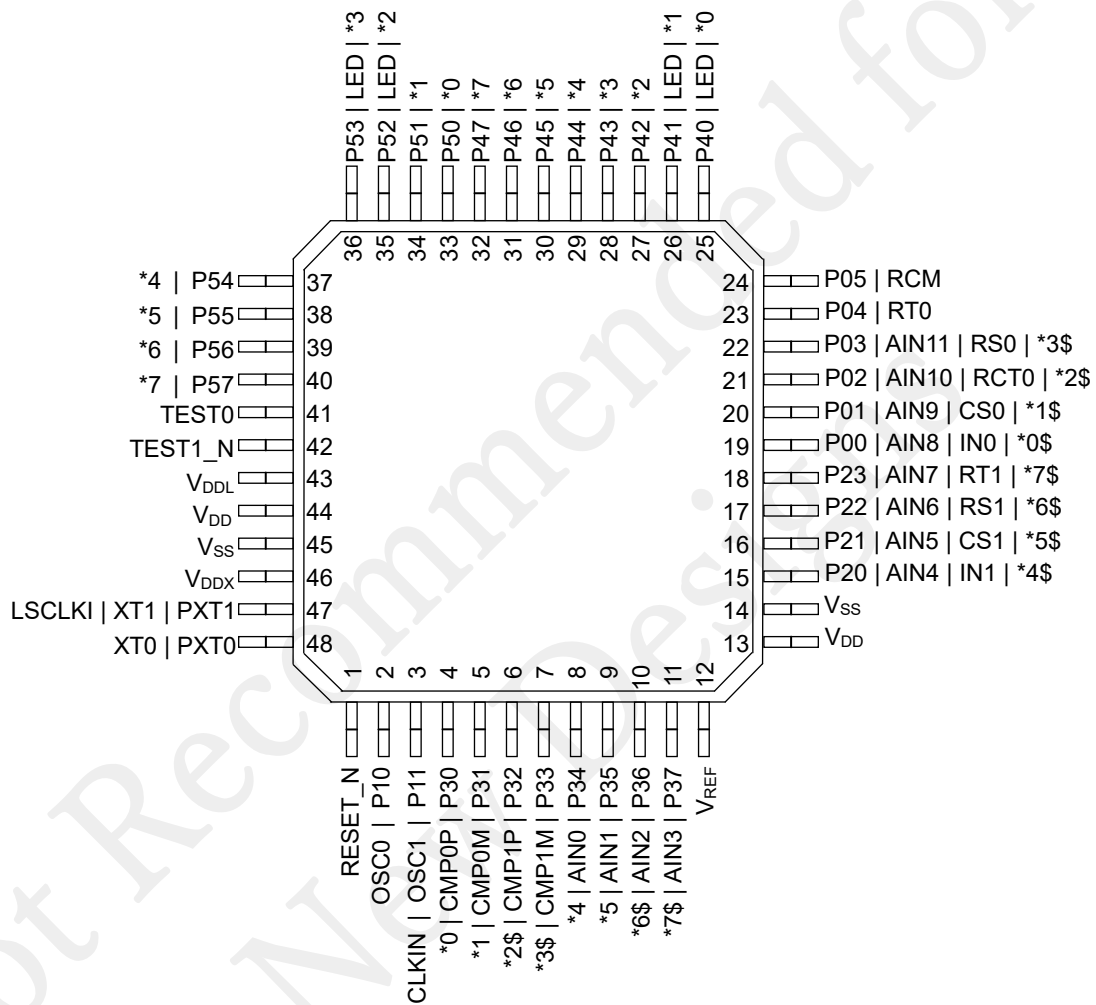 P53 | LED | *3
P52 | LED | *2
P51 | *1
P50 | *0
P47 | *7
P46 | *6
P45 | *5
P44 | *4
P43 | *3
P42 | *2
P41 | LED | *1
P40 | LED | *0
36 35 34 33 32 31 30 29 28 27 26 25
*4 | P54 37
*5 | P55 38
*6 | P56 39
*7 | P57 40
TEST0 41
TEST1_N 42
VDDL 43
VDD 44
VSS 45
VDDX 46
LSCLKI | XT1 | PXT1 47
XT0 | PXT0 48
24 P05 | RCM
23 P04 | RT0
22 P03 | AIN11 | RS0 | *3$
21 P02 | AIN10 | RCT0 | *2$
20 P01 | AIN9 | CS0 | *1$
19 P00 | AIN8 | IN0 | *0$
18 P23 | AIN7 | RT1 | *7$
17 P22 | AIN6 | RS1 | *6$
16 P21 | AIN5 | CS1 | *5$
15 P20 | AIN4 | IN1 | *4$
14 VSS
13 VDD
1 2 3 4 5 6 7 8 9 10 11 12
RESET_N
OSC0 | P10
CLKIN | OSC1 | P11
*0 | CMP0P | P30
*1 | CMP0M | P31
*2$ | CMP1P | P32
*3$ | CMP1M | P33
*4 | AIN0 | P34
*5 | AIN1 | P35
*6$ | AIN2 | P36
*7$ | AIN3 | P37
VREF
ot Recommended fo
New Designs